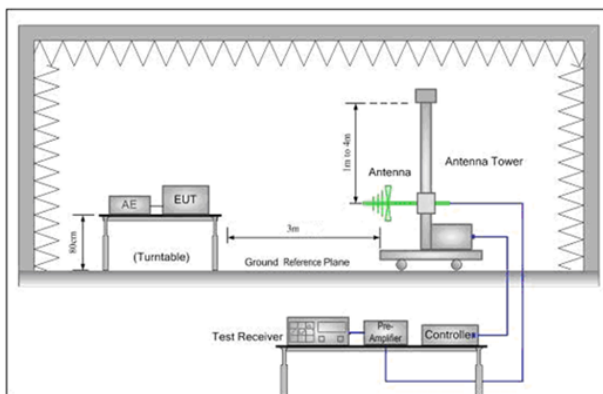 1m to 4m
Antenna
Antenna Tower
AE
EUT
80cm
(Turntable)
3m
Ground Reference Plane
Test Receiver
Pre-
Amplifier
Controller